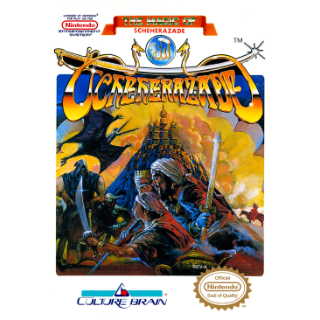 LICENSED BY NINTENDO
FOR PLAY ON THE
Nintendo
ENTERTAINMENT
SYSTEM
THE MAGIC OF
SCHEHERAZADE
TM
SCHEHERAZADE
Official
Nintendo
Seal of Quality
CULTURE BRAIN